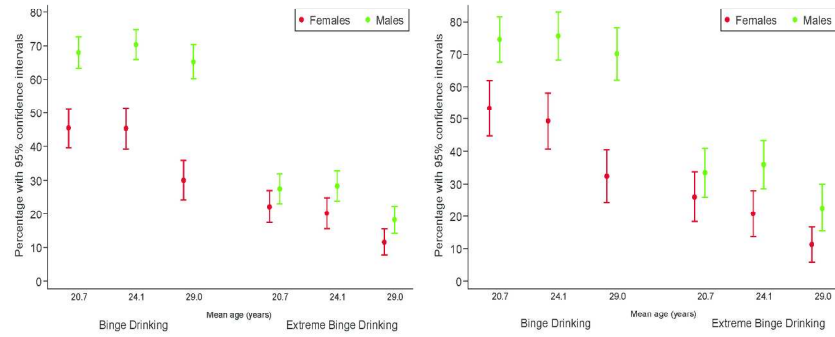 Females Males
Percentage with 95% confidence intervals
80
70
60
50
40
30
20
10
0
20.7 24.1 29.0 20.7 24.1 29.0
Mean age (years)
Binge Drinking Extreme Binge Drinking
Females Males
Percentage with 95% confidence intervals
80
70
60
50
40
30
20
10
0
20.7 24.1 29.0 20.7 24.1 29.0
Mean age (years)
Binge Drinking Extreme Binge Drinking